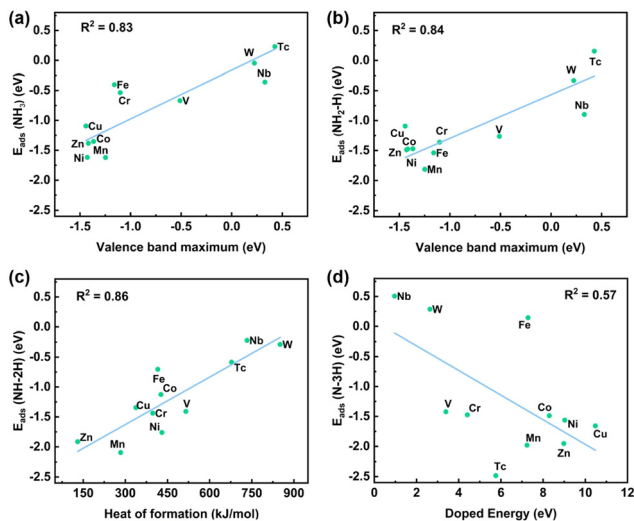 (a)
R² = 0.83
E_ads (NH₃) (eV)
0.5
0.0
-0.5
-1.0
-1.5
-2.0
-2.5
Tc
W
Nb
Fe
Cr
V
Cu
Co
Zn
Mn
Ni
-1.5 -1.0 -0.5 0.0 0.5
Valence band maximum (eV)
(b)
R² = 0.84
E_ads (NH₂-H) (eV)
0.5
0.0
-0.5
-1.0
-1.5
-2.0
-2.5
Tc
W
Nb
Cu
Cr
V
Co
Zn
Fe
Ni
Mn
-1.5 -1.0 -0.5 0.0 0.5
Valence band maximum (eV)
(c)
R² = 0.86
E_ads (NH-2H) (eV)
0.5
0.0
-0.5
-1.0
-1.5
-2.0
-2.5
Nb
W
Tc
Fe
Co
Cu
Cr
V
Ni
Zn
Mn
150 300 450 600 750 900
Heat of formation (kJ/mol)
(d)
R² = 0.57
E_ads (N-3H) (eV)
0.5
0.0
-0.5
-1.0
-1.5
-2.0
-2.5
Nb
W
Fe
V
Cr
Co
Ni
Cu
Mn
Zn
Tc
0 2 4 6 8 10 12
Doped Energy (eV)